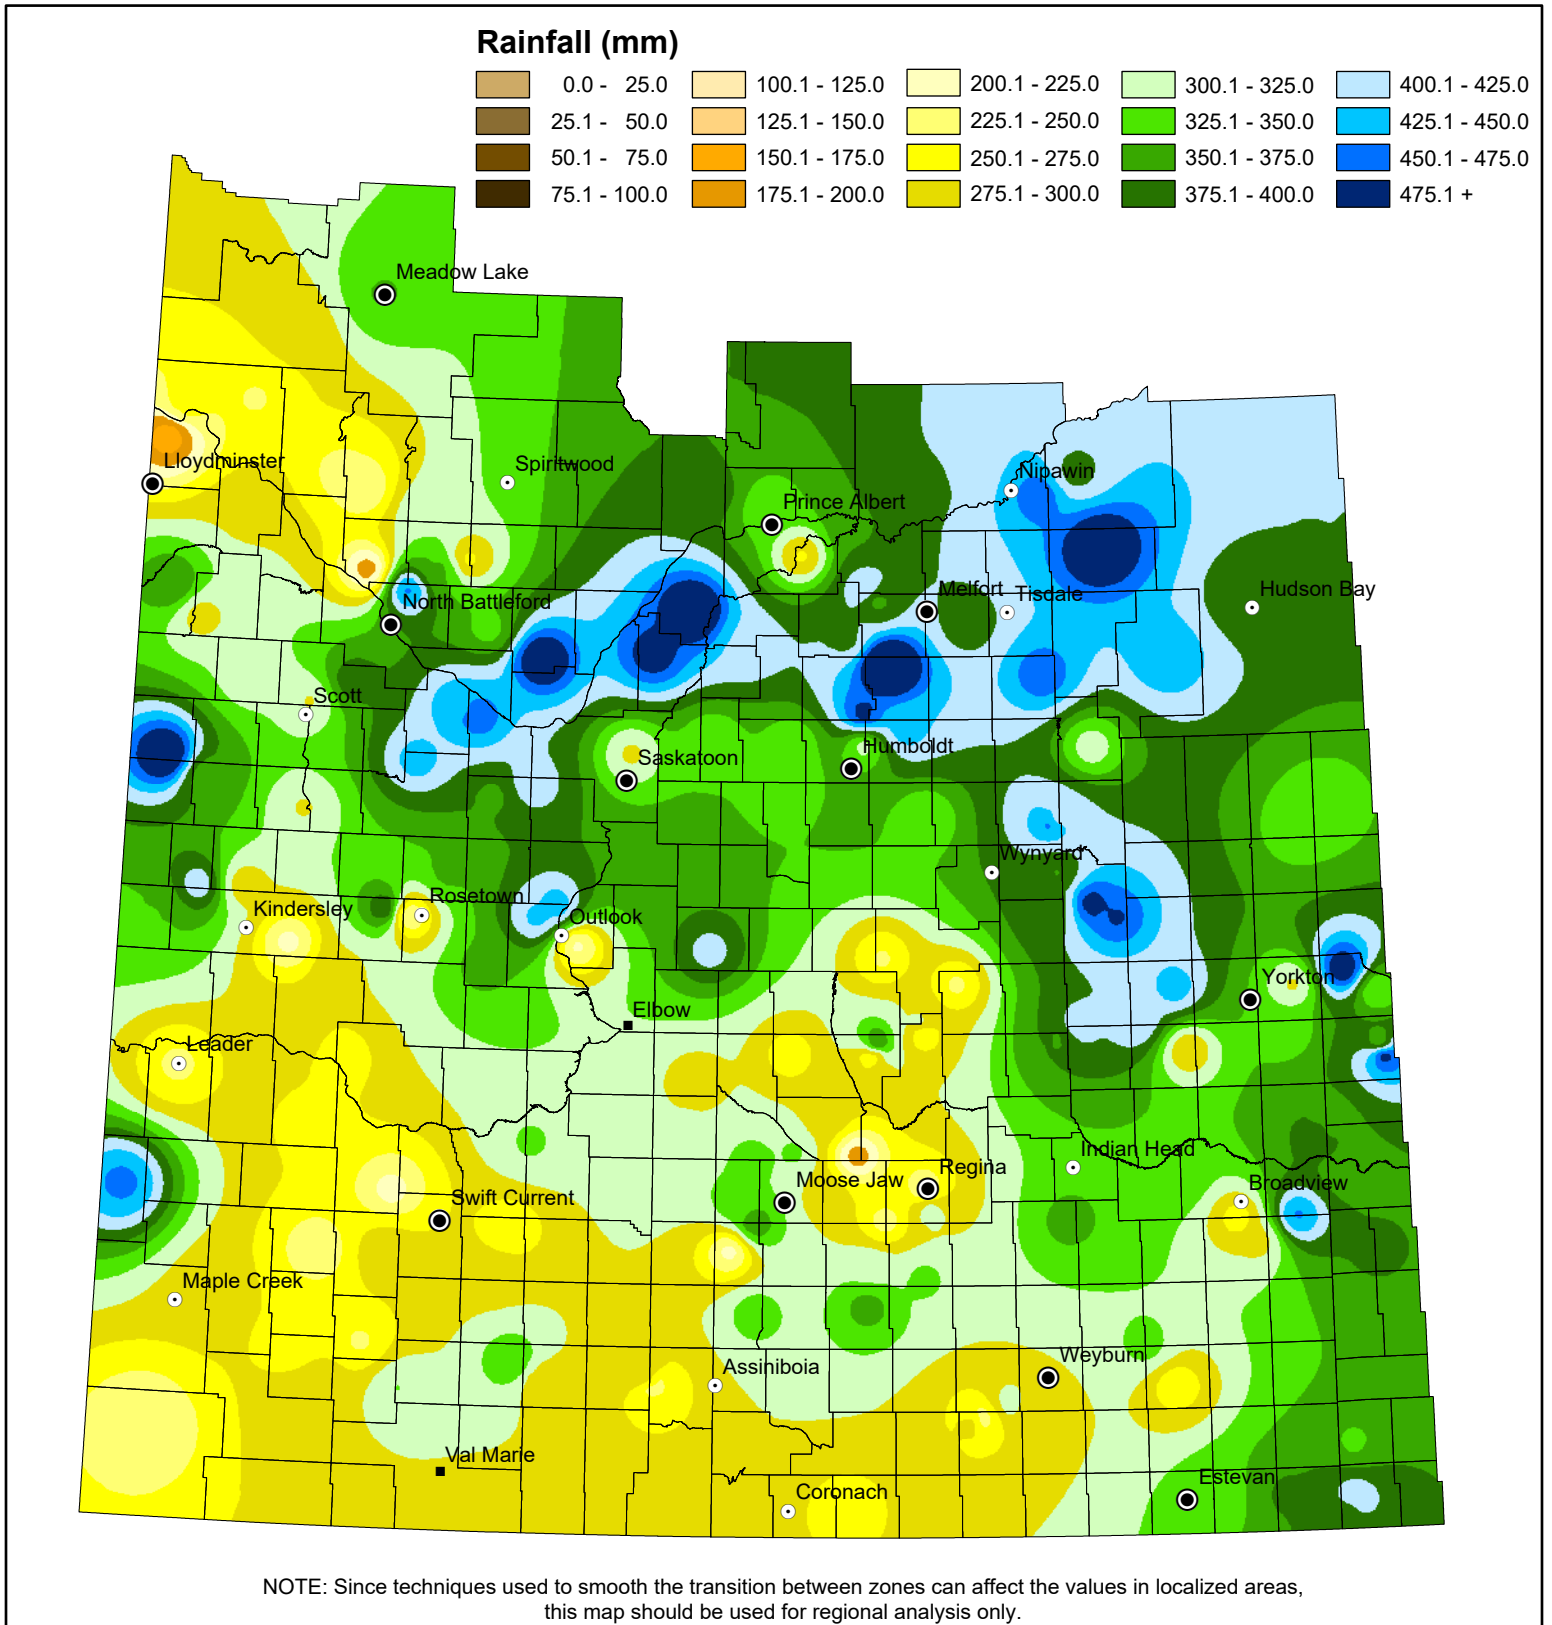 Rainfall (mm)
0.0 - 25.0
25.1 - 50.0
50.1 - 75.0
75.1 - 100.0
100.1 - 125.0
125.1 - 150.0
150.1 - 175.0
175.1 - 200.0
200.1 - 225.0
225.1 - 250.0
250.1 - 275.0
275.1 - 300.0
300.1 - 325.0
325.1 - 350.0
350.1 - 375.0
375.1 - 400.0
400.1 - 425.0
425.1 - 450.0
450.1 - 475.0
475.1 +
Meadow Lake
Lloydminster
Spiritwood
Nipawin
Prince Albert
Hudson Bay
Melfort
Tisdale
North Battleford
Scott
Humboldt
Saskatoon
Wynyard
Rosetown
Kindersley
Outlook
Yorkton
Elbow
Leader
Indian Head
Regina
Moose Jaw
Broadview
Swift Current
Maple Creek
Weyburn
Assiniboia
Val Marie
Estevan
Coronach
NOTE: Since techniques used to smooth the transition between zones can affect the values in localized areas,
this map should be used for regional analysis only.